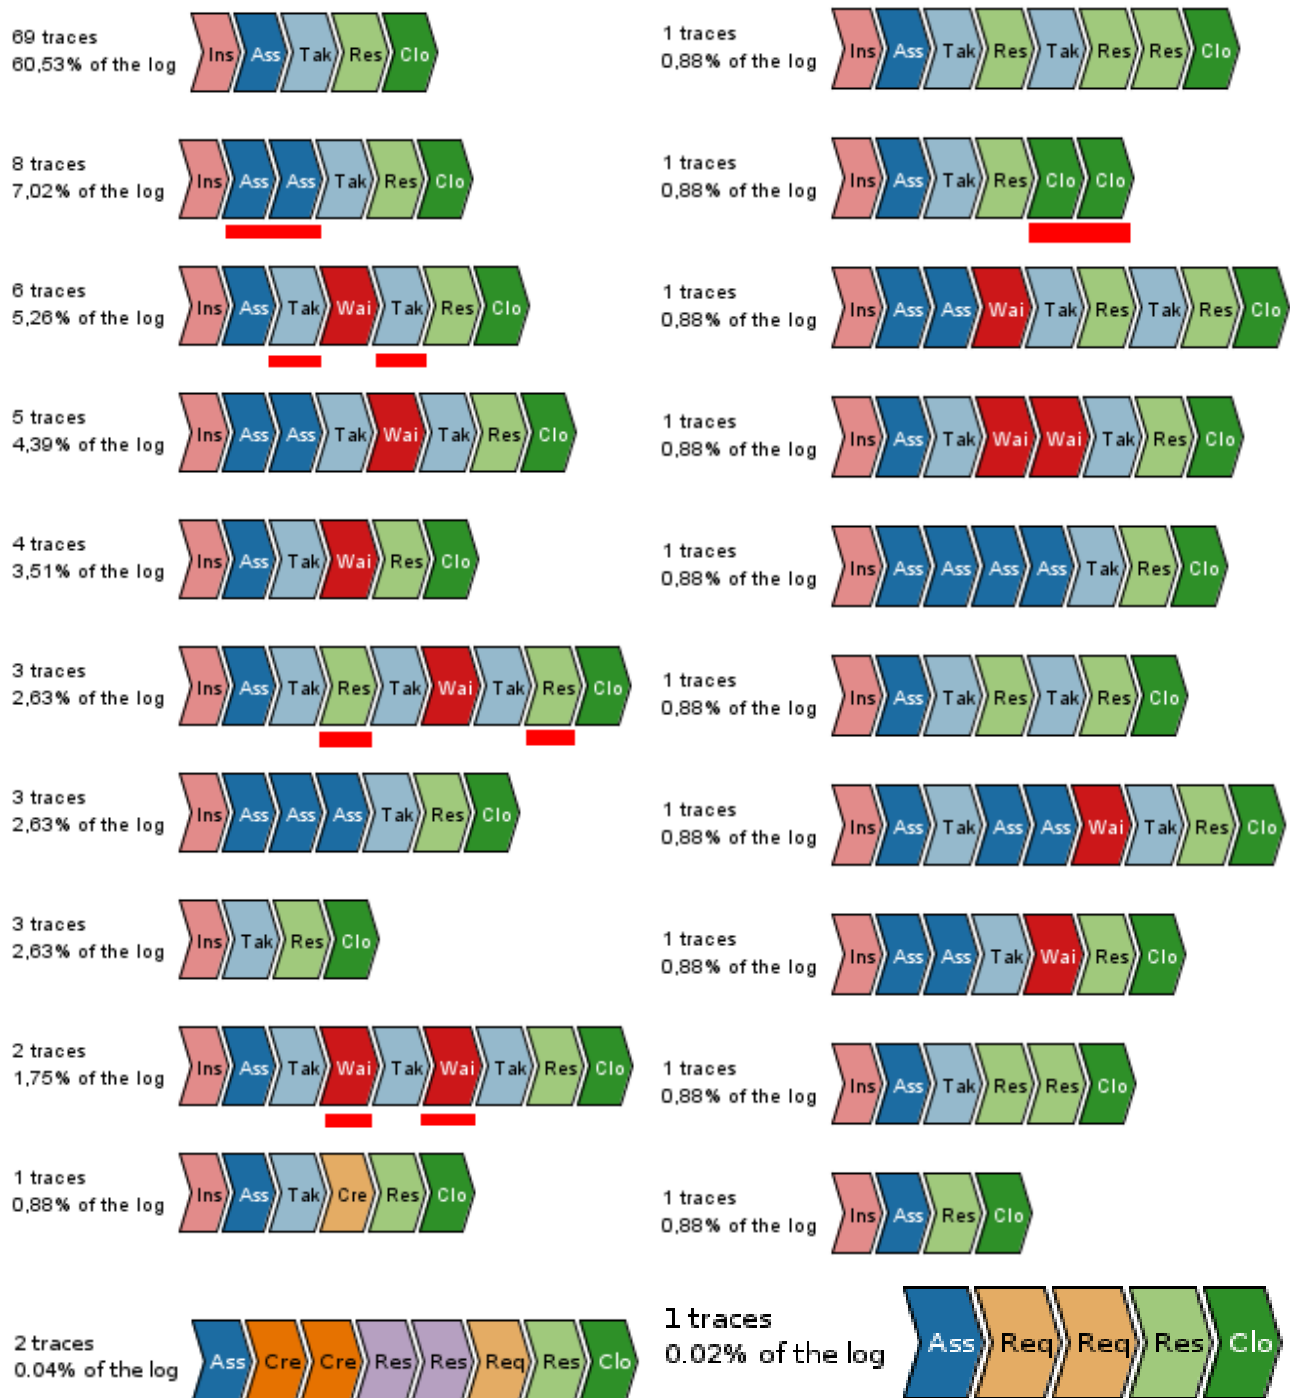 69 traces
60,53% of the log
Ins Ass Tak Res Clo
8 traces
7,02% of the log
Ins Ass Ass Tak Res Clo
6 traces
5,26% of the log
Ins Ass Tak Wai Tak Res Clo
5 traces
4,39% of the log
Ins Ass Ass Tak Wai Tak Res Clo
4 traces
3,51% of the log
Ins Ass Tak Wai Res Clo
3 traces
2,63% of the log
Ins Ass Tak Res Tak Wai Tak Res Clo
3 traces
2,63% of the log
Ins Ass Ass Ass Tak Res Clo
3 traces
2,63% of the log
Ins Tak Res Clo
2 traces
1,75% of the log
Ins Ass Tak Wai Tak Wai Tak Res Clo
1 traces
0,88% of the log
Ins Ass Tak Cre Res Clo
2 traces
0.04% of the log
Ass Cre Cre Res Res Req Res Clo
1 traces
0,88% of the log
Ins Ass Tak Res Tak Res Res Clo
1 traces
0,88% of the log
Ins Ass Tak Res Clo Clo
1 traces
0,88% of the log
Ins Ass Ass Wai Tak Res Tak Res Clo
1 traces
0,88% of the log
Ins Ass Tak Wai Wai Tak Res Clo
1 traces
0,88% of the log
Ins Ass Ass Ass Ass Tak Res Clo
1 traces
0,88% of the log
Ins Ass Tak Res Tak Res Clo
1 traces
0,88% of the log
Ins Ass Tak Ass Ass Wai Tak Res Clo
1 traces
0,88% of the log
Ins Ass Ass Tak Wai Res Clo
1 traces
0,88% of the log
Ins Ass Tak Res Res Clo
1 traces
0,88% of the log
Ins Ass Res Clo
1 traces
0.02% of the log
Ass Req Req Res Clo